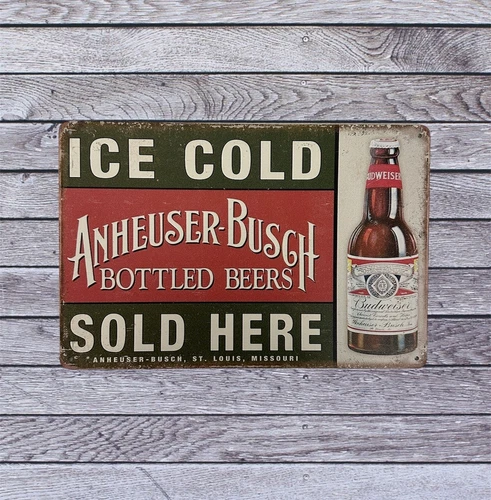 ICE COLD
ANHEUSER-BUSCH
BOTTLED BEERS
SOLD HERE
ANHEUSER-BUSCH, ST. LOUIS, MISSOURI
BUDWEISER
Budweiser